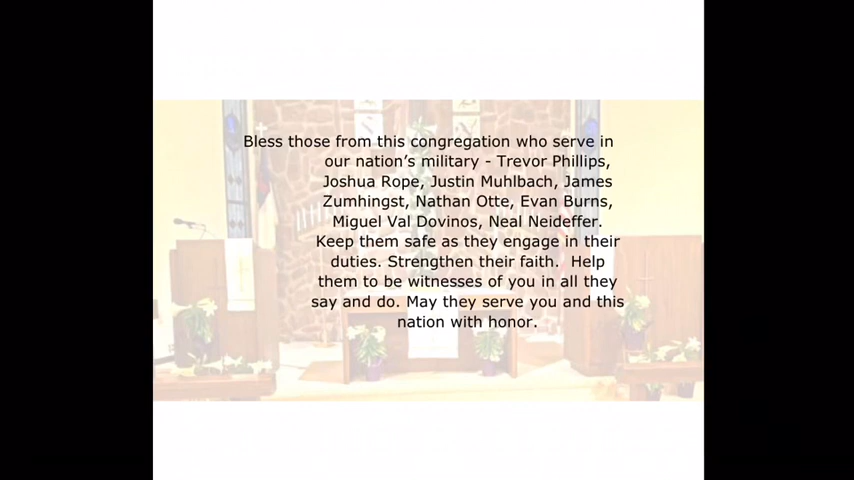 Bless those from this congregation who serve in
our nation’s military - Trevor Phillips,
Joshua Rope, Justin Muhlbach, James
Zumhingst, Nathan Otte, Evan Burns,
Miguel Val Dovinos, Neal Neideffer.
Keep them safe as they engage in their
duties. Strengthen their faith.  Help
them to be witnesses of you in all they
say and do. May they serve you and this
nation with honor.